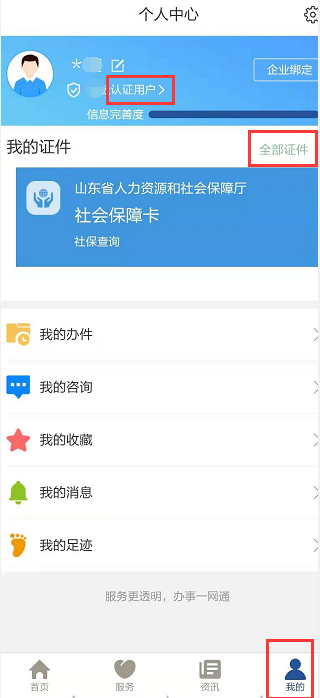 个人中心
*
企业绑定
认证用户
信息完善度
我的证件
全部证件
山东省人力资源和社会保障厅
社会保障卡
社保查询
我的办件
我的咨询
我的收藏
我的消息
我的足迹
服务更透明，办事一网通
首页 服务 资讯 我的